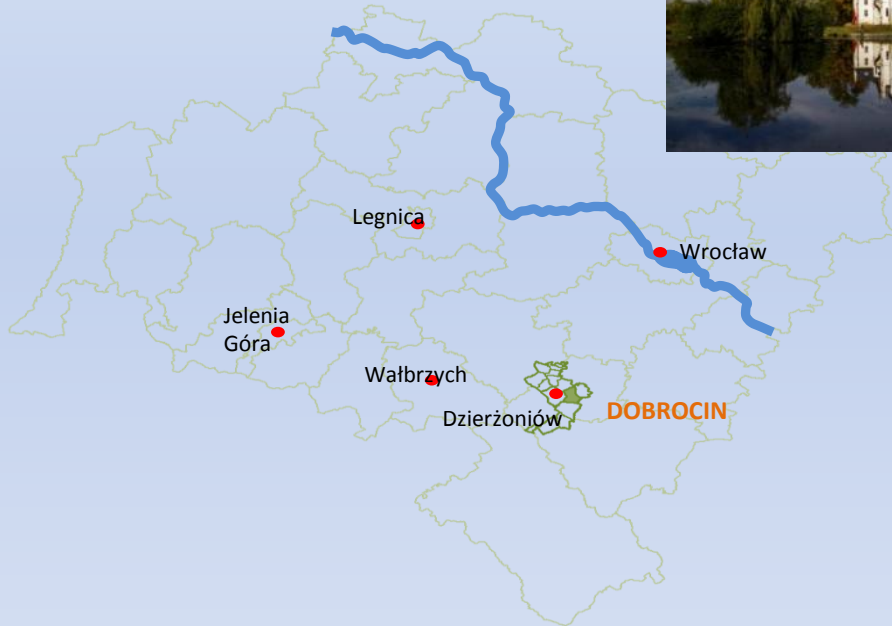 Legnica
Wrocław
Jelenia
Góra
Wałbrzych
Dzierżoniów
DOBROCIN